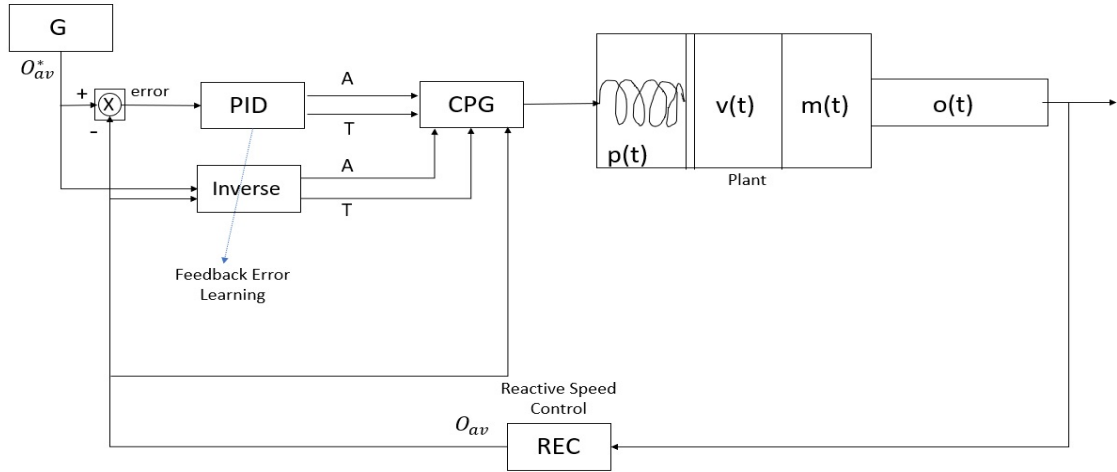 G
O*av
+
X
error
-
PID
A
T
CPG
Inverse
A
T
Feedback Error
Learning
p(t)
v(t)
m(t)
o(t)
Plant
Reactive Speed
Control
Oav
REC